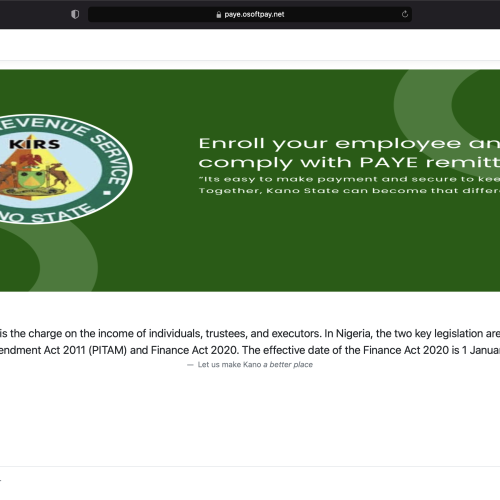 paye.osoftpay.net
REVENUE SERVICE
KIRS
NO STATE
Enroll your employee an
comply with PAYE remitt
"Its easy to make payment and secure to kee
Together, Kano State can become that differ
is the charge on the income of individuals, trustees, and executors. In Nigeria, the two key legislation are
endment Act 2011 (PITAM) and Finance Act 2020. The effective date of the Finance Act 2020 is 1 Januar
— Let us make Kano a better place